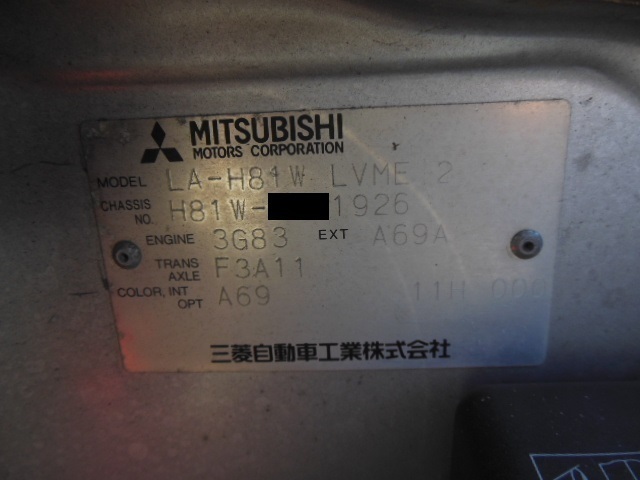 MITSUBISHI
MOTORS CORPORATION
MODEL LA-H81W LVME 2
CHASSIS NO. H81W- 1926
ENGINE 3G83 EXT A69A
TRANS AXLE F3A11
COLOR, INT OPT A69
三菱自動車工業株式会社